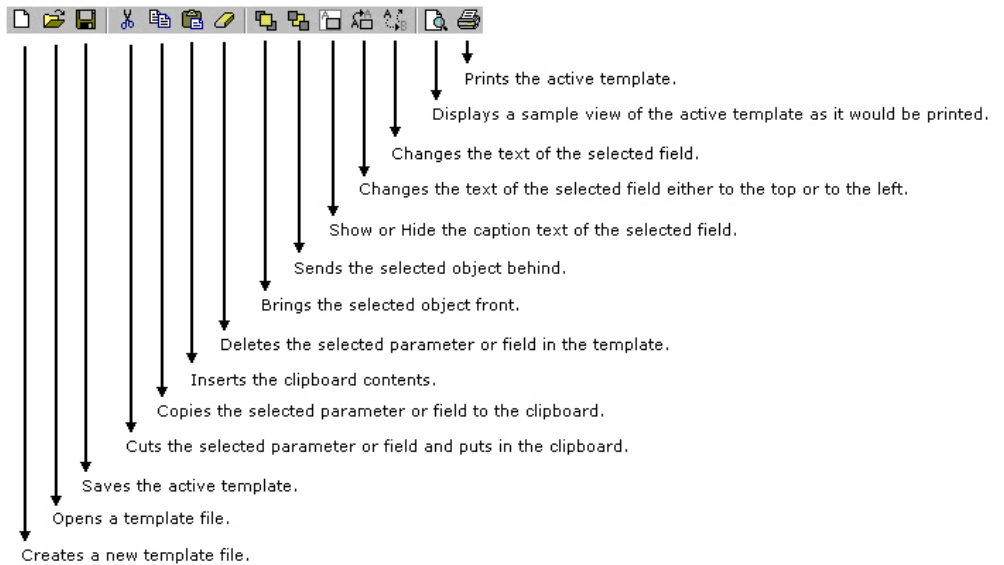 Prints the active template.
Displays a sample view of the active template as it would be printed.
Changes the text of the selected field.
Changes the text of the selected field either to the top or to the left.
Show or Hide the caption text of the selected field.
Sends the selected object behind.
Brings the selected object front.
Deletes the selected parameter or field in the template.
Inserts the clipboard contents.
Copies the selected parameter or field to the clipboard.
Cuts the selected parameter or field and puts in the clipboard.
Saves the active template.
Opens a template file.
Creates a new template file.